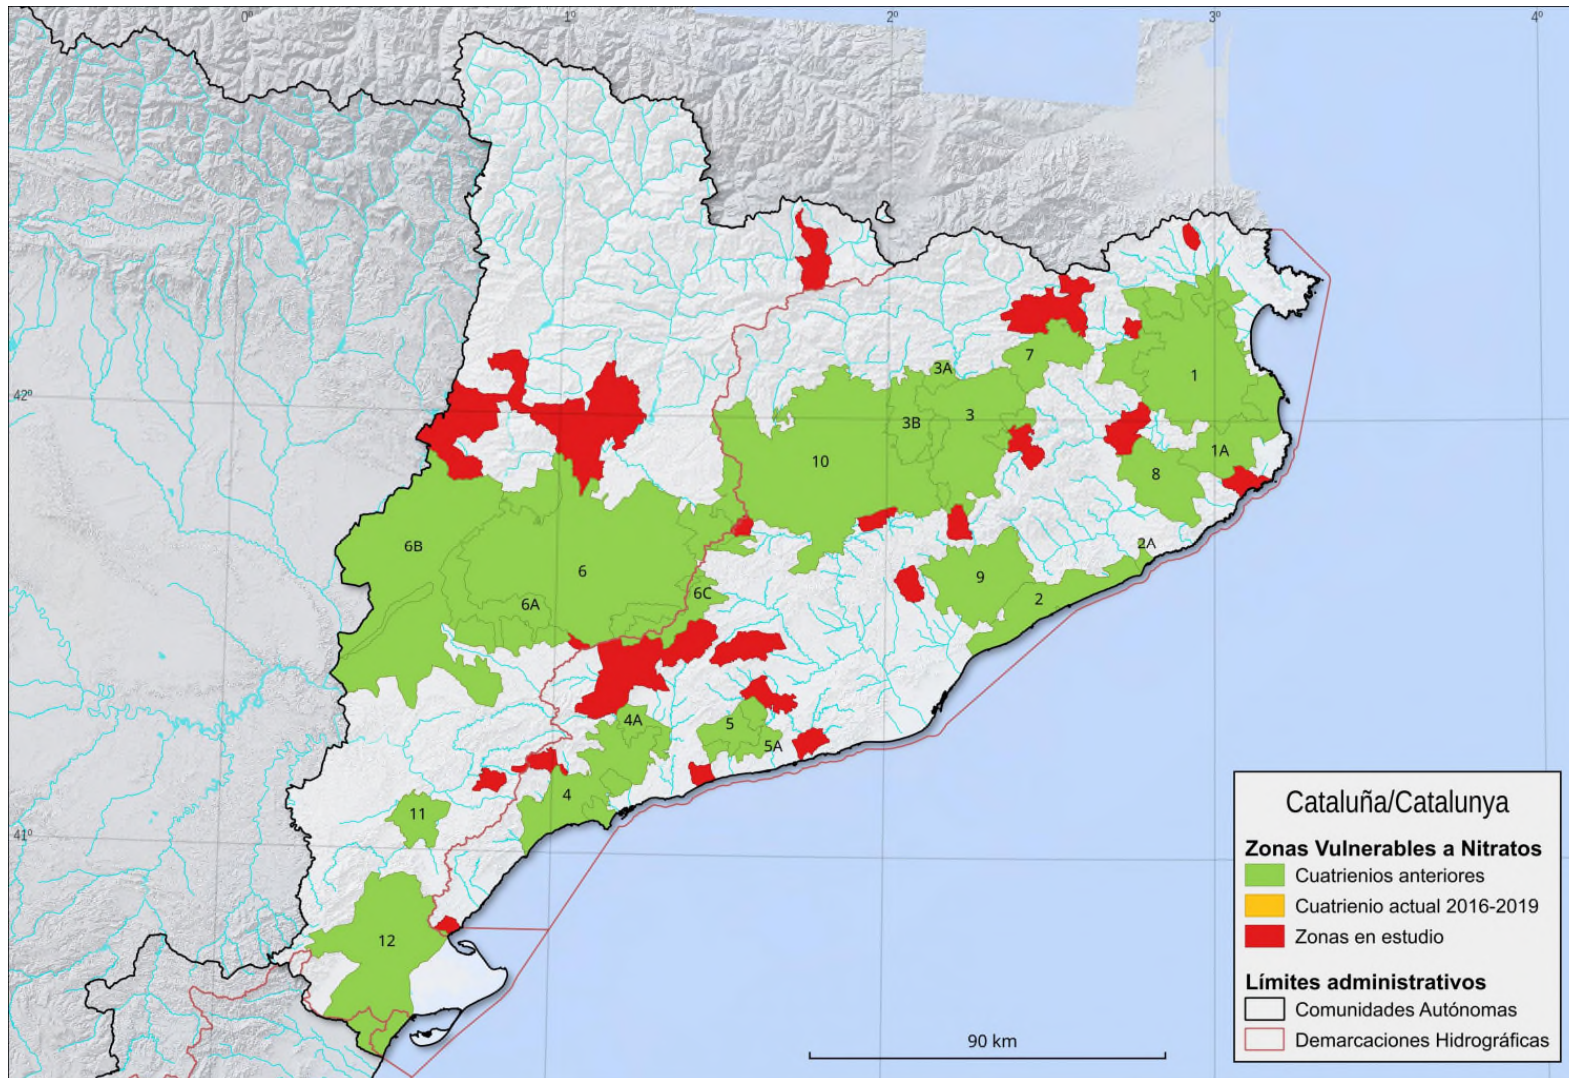 0º
1º
2º
3º
4º
42º
41º
7
3A
1
3B
3
10
1A
8
6B
2A
6
9
6C
2
6A
4A
5
5A
4
11
12
90 km
Cataluña/Catalunya
Zonas Vulnerables a Nitratos
Cuatrienios anteriores
Cuatrienio actual 2016-2019
Zonas en estudio
Límites administrativos
Comunidades Autónomas
Demarcaciones Hidrográficas